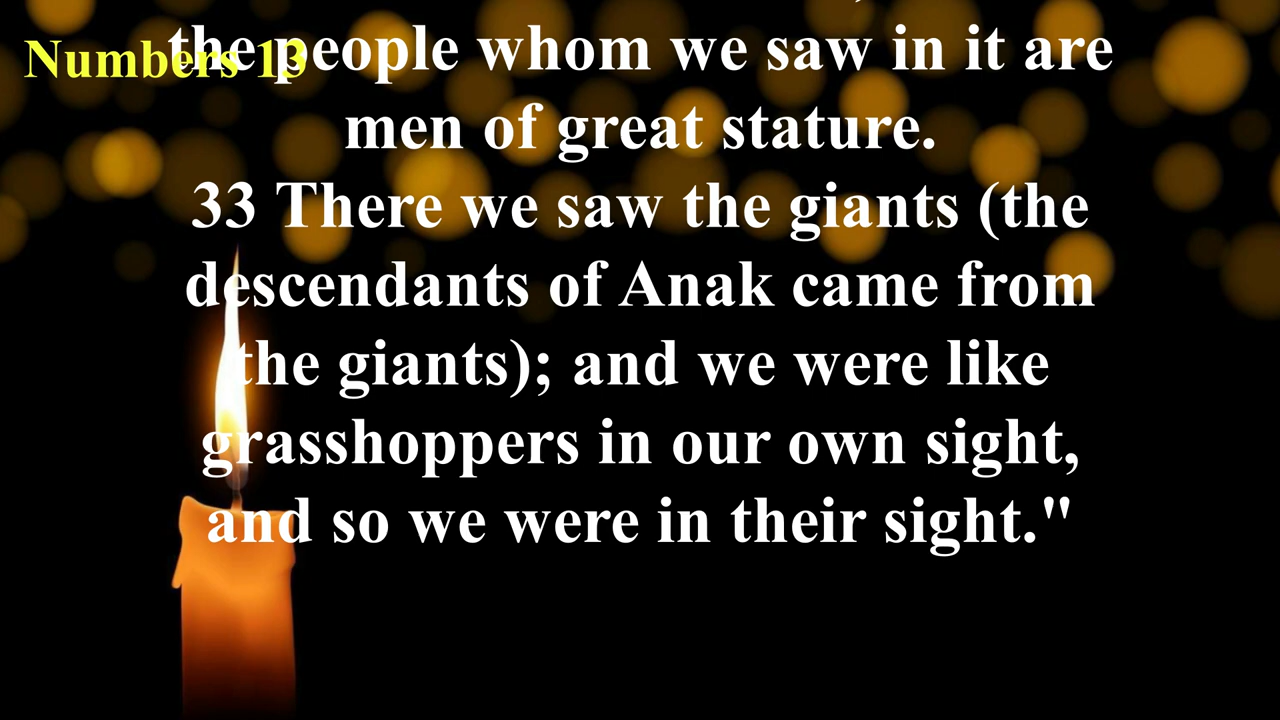 Numbers 13
the people whom we saw in it are
men of great stature.
33 There we saw the giants (the
descendants of Anak came from
the giants); and we were like
grasshoppers in our own sight,
and so we were in their sight."